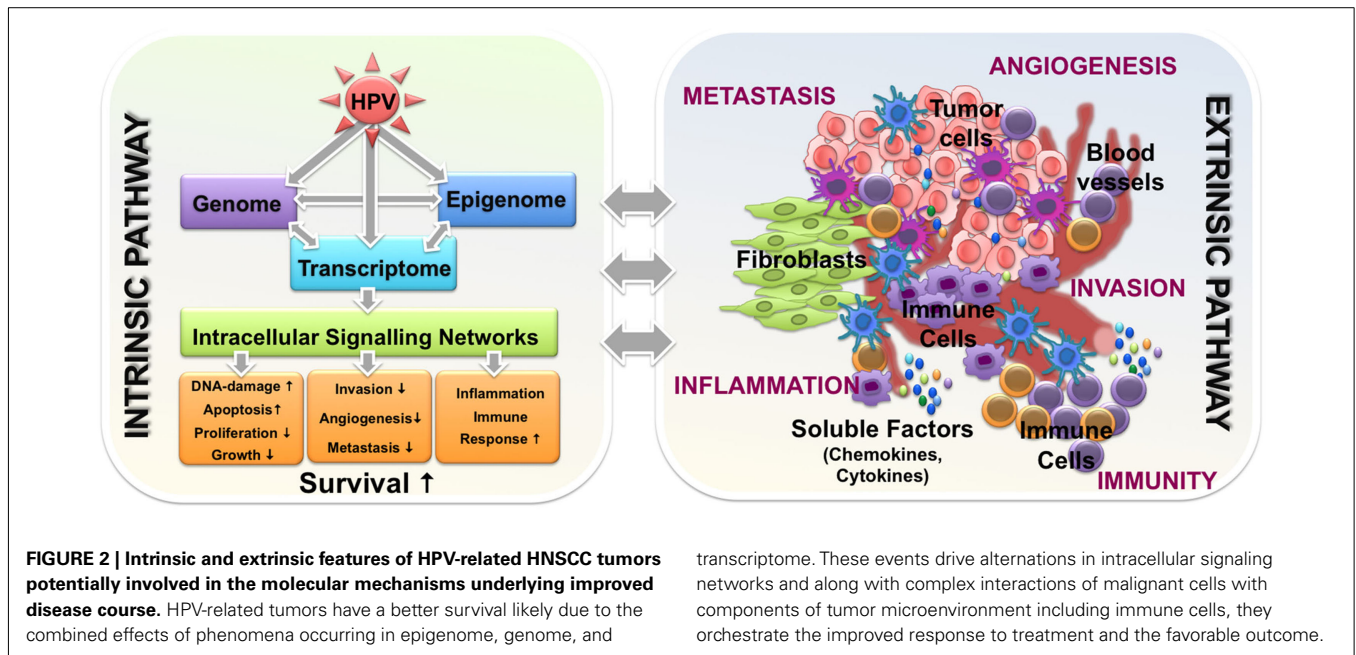 INTRINSIC PATHWAY
HPV
Genome
Epigenome
Transcriptome
Intracellular Signalling Networks
DNA-damage ↑
Apoptosis↑
Proliferation ↓
Growth ↓
Invasion ↓
Angiogenesis↓
Metastasis ↓
Inflammation
Immune
Response ↑
Survival ↑
EXTRINSIC PATHWAY
ANGIOGENESIS
METASTASIS
Tumor
cells
Blood
vessels
Fibroblasts
INVASION
Immune
Cells
INFLAMMATION
Soluble Factors
(Chemokines,
Cytokines)
Immune
Cells
IMMUNITY
FIGURE 2 | Intrinsic and extrinsic features of HPV-related HNSCC tumors
potentially involved in the molecular mechanisms underlying improved
disease course. HPV-related tumors have a better survival likely due to the
combined effects of phenomena occurring in epigenome, genome, and
transcriptome. These events drive alternations in intracellular signaling
networks and along with complex interactions of malignant cells with
components of tumor microenvironment including immune cells, they
orchestrate the improved response to treatment and the favorable outcome.